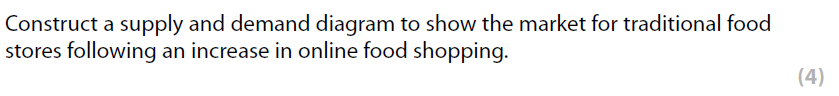 Construct a supply and demand diagram to show the market for traditional food
stores following an increase in online food shopping.
(4)